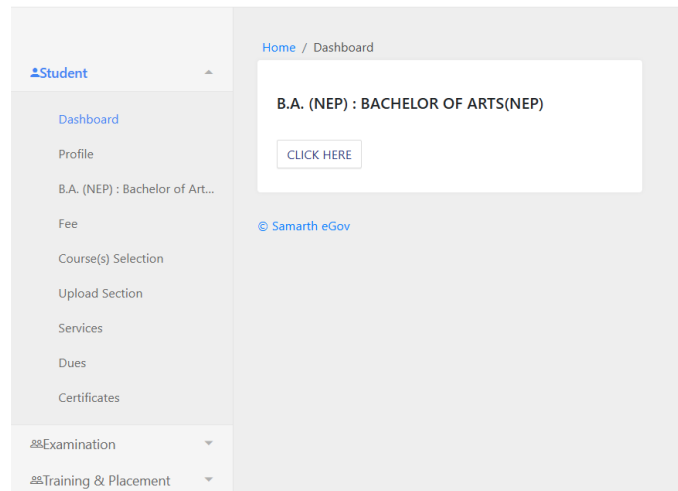 Home / Dashboard
Student
Dashboard
Profile
B.A. (NEP) : Bachelor of Art...
Fee
Course(s) Selection
Upload Section
Services
Dues
Certificates
Examination
Training & Placement
B.A. (NEP) : BACHELOR OF ARTS(NEP)
CLICK HERE
© Samarth eGov